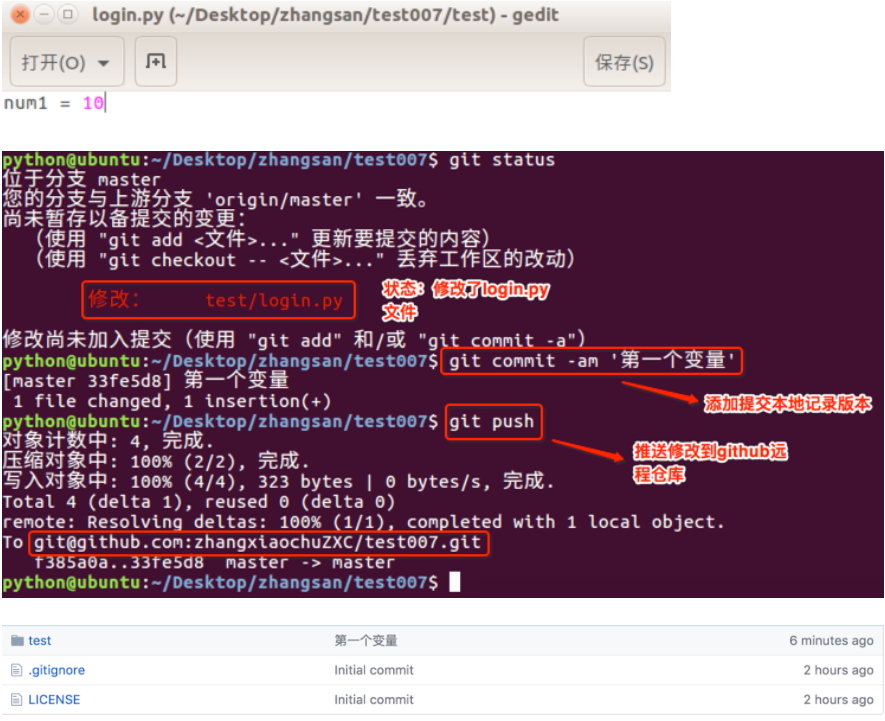 login.py (~/Desktop/zhangsan/test007/test) - gedit
打开(O)
保存(S)
num1 = 10
python@ubuntu:~/Desktop/zhangsan/test007$ git status
位于分支 master
您的分支与上游分支 'origin/master' 一致。
尚未暂存以备提交的变更：
（使用 "git add <文件>..." 更新要提交的内容）
（使用 "git checkout -- <文件>..." 丢弃工作区的改动）
修改：     test/login.py
状态：修改了login.py
文件
修改尚未加入提交（使用 "git add" 和/或 "git commit -a"）
python@ubuntu:~/Desktop/zhangsan/test007$ git commit -am '第一个变量'
[master 33fe5d8] 第一个变量
1 file changed, 1 insertion(+)
添加提交本地记录版本
python@ubuntu:~/Desktop/zhangsan/test007$ git push
对象计数中: 4, 完成.
压缩对象中: 100% (2/2), 完成.
写入对象中: 100% (4/4), 323 bytes | 0 bytes/s, 完成.
推送修改到github远
程仓库
Total 4 (delta 1), reused 0 (delta 0)
remote: Resolving deltas: 100% (1/1), completed with 1 local object.
To git@github.com:zhangxiaochuZXC/test007.git
f385a0a..33fe5d8  master -> master
python@ubuntu:~/Desktop/zhangsan/test007$
test 第一个变量 6 minutes ago
.gitignore Initial commit 2 hours ago
LICENSE Initial commit 2 hours ago